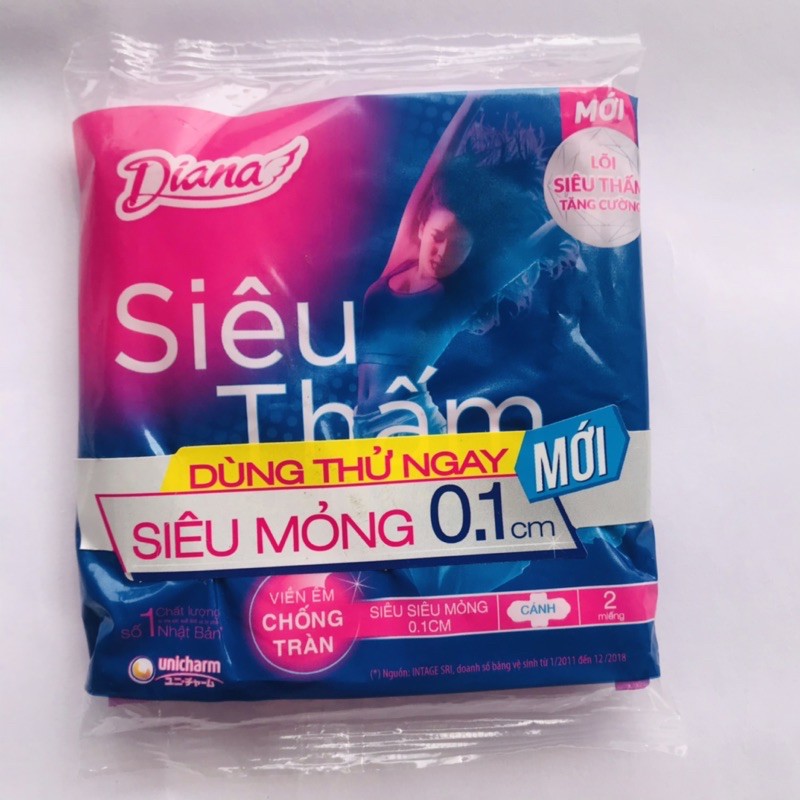 Diana
MỚI
LÕI
SIÊU THẤM
TĂNG CƯỜNG
Siêu
Thấm
DÙNG THỬ NGAY
MỚI
SIÊU MỎNG 0.1cm
SỐ 1 Chất lượng
Nhật Bản
VIỀN ÊM
CHỐNG
TRÀN
SIÊU SIÊU MỎNG
0.1CM
CÁNH
2
miếng
unicharm
ユニ・チャーム
(*) Nguồn: INTAGE SRI, doanh số băng vệ sinh từ 1/2011 đến 12/2018